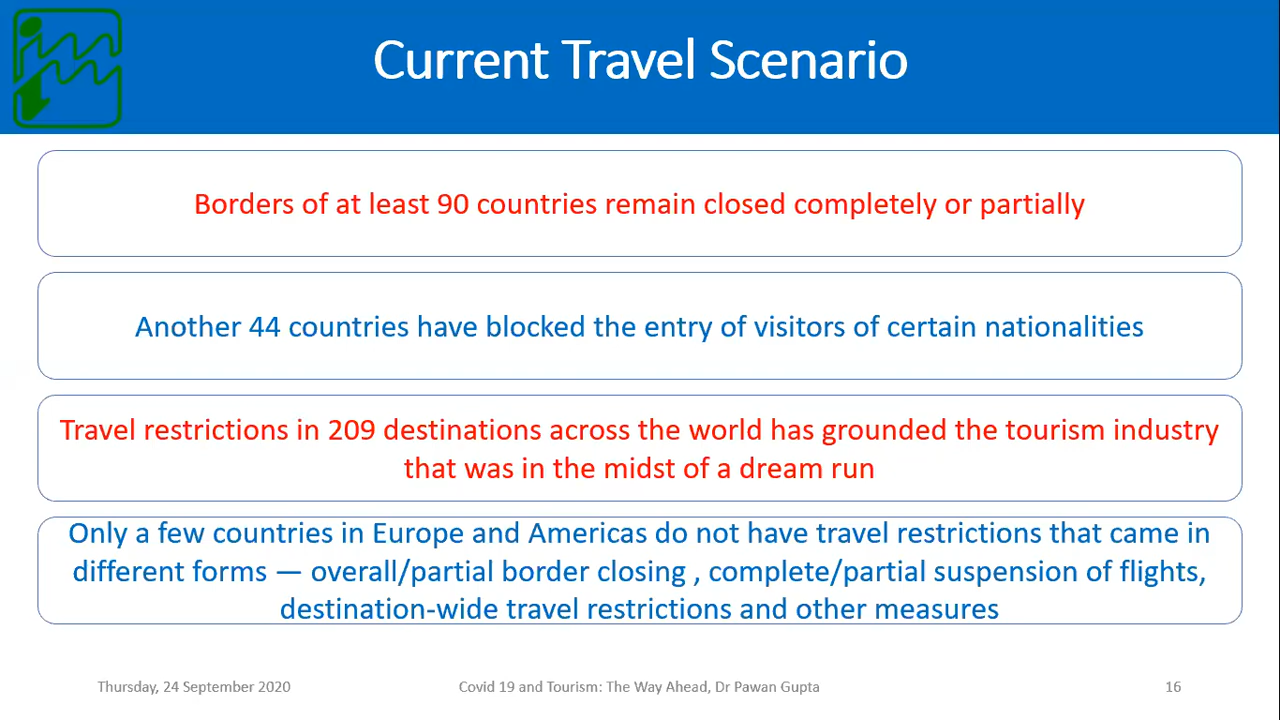 Current Travel Scenario
Borders of at least 90 countries remain closed completely or partially
Another 44 countries have blocked the entry of visitors of certain nationalities
Travel restrictions in 209 destinations across the world has grounded the tourism industry
that was in the midst of a dream run
Only a few countries in Europe and Americas do not have travel restrictions that came in
different forms — overall/partial border closing , complete/partial suspension of flights,
destination-wide travel restrictions and other measures
Thursday, 24 September 2020
Covid 19 and Tourism: The Way Ahead, Dr Pawan Gupta
16